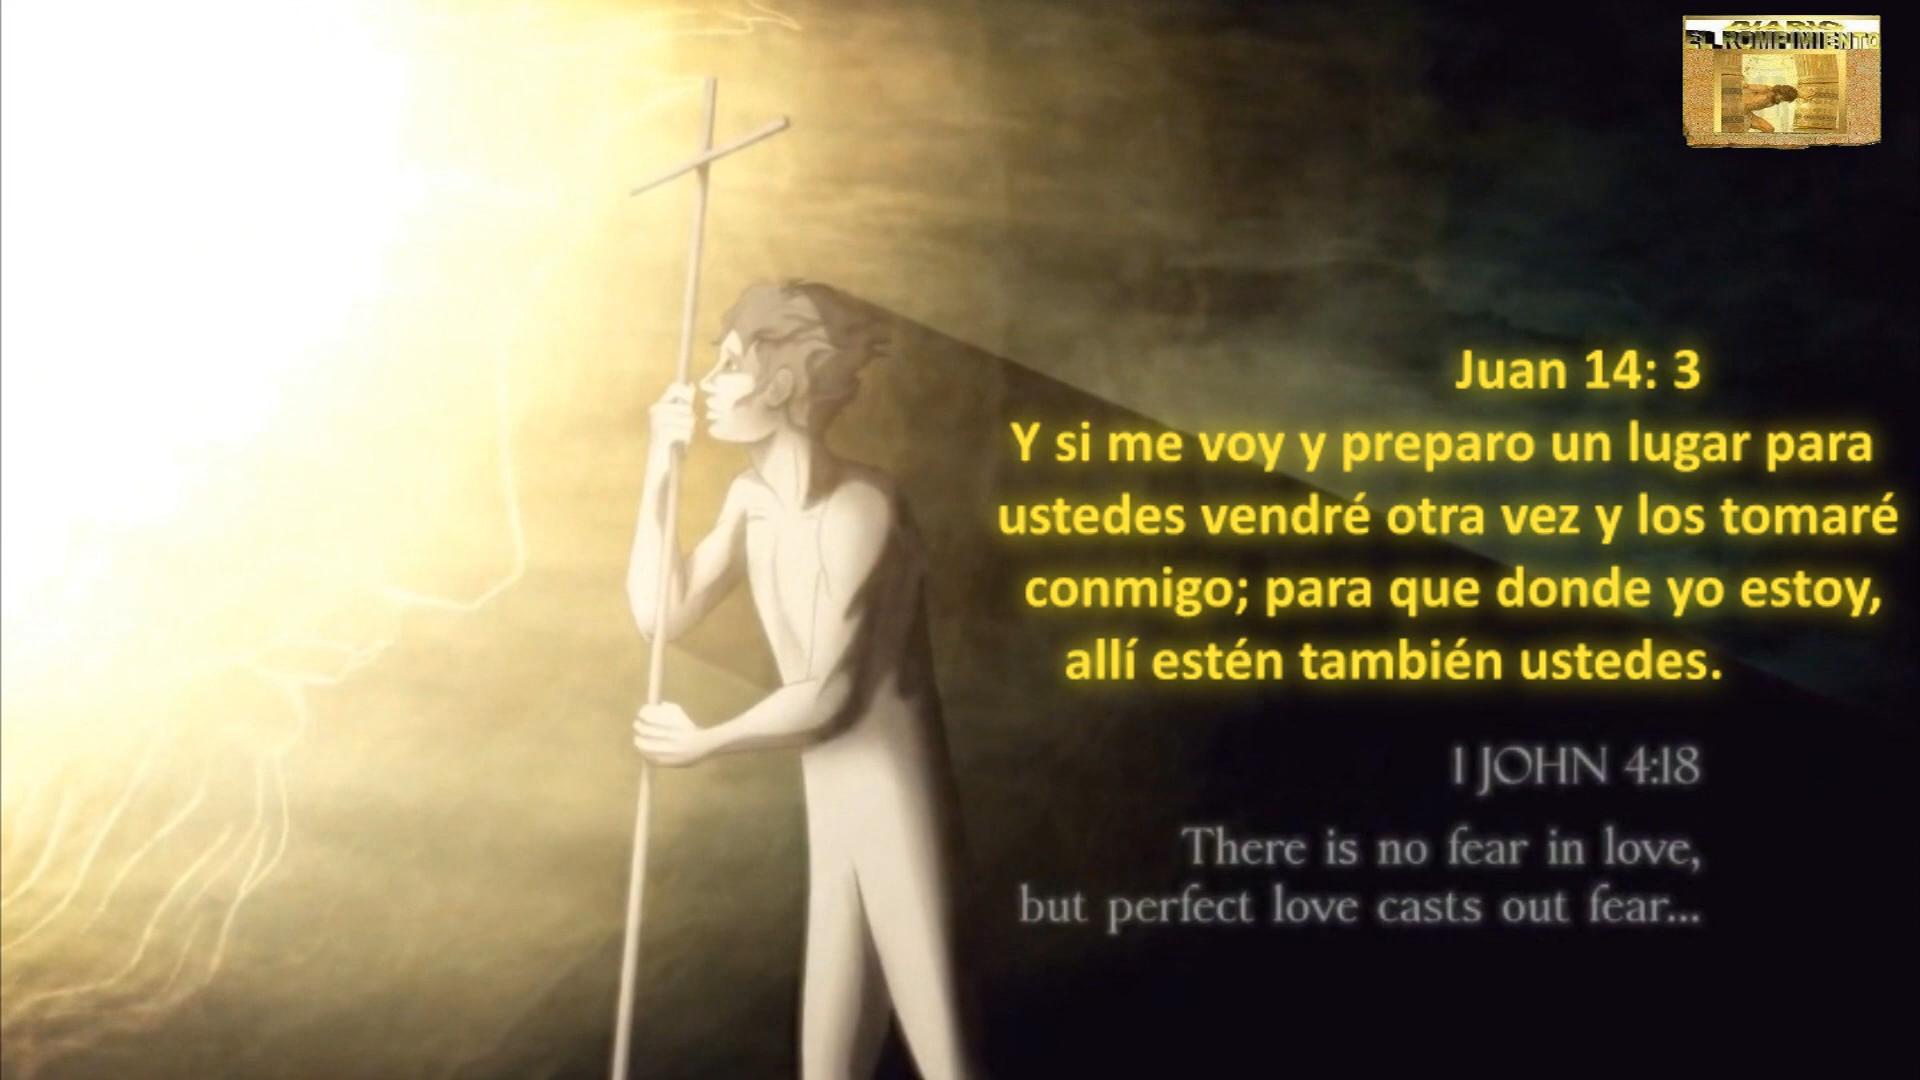 DIARIO
EL ROMPIMIENTO
Juan 14: 3
Y si me voy y preparo un lugar para
ustedes vendré otra vez y los tomaré
conmigo; para que donde yo estoy,
allí estén también ustedes.
1 JOHN 4:18
There is no fear in love,
but perfect love casts out fear...